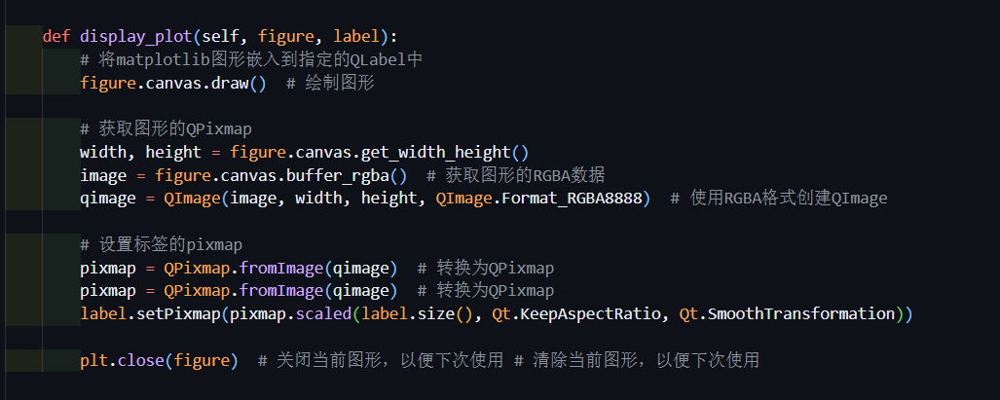 def display_plot(self, figure, label):
# 将matplotlib图形嵌入到指定的QLabel中
figure.canvas.draw()  # 绘制图形
# 获取图形的QPixmap
width, height = figure.canvas.get_width_height()
image = figure.canvas.buffer_rgba()  # 获取图形的RGBA数据
qimage = QImage(image, width, height, QImage.Format_RGBA8888)  # 使用RGBA格式创建QImage
# 设置标签的pixmap
pixmap = QPixmap.fromImage(qimage)  # 转换为QPixmap
pixmap = QPixmap.fromImage(qimage)  # 转换为QPixmap
label.setPixmap(pixmap.scaled(label.size(), Qt.KeepAspectRatio, Qt.SmoothTransformation))
plt.close(figure)  # 关闭当前图形，以便下次使用 # 清除当前图形，以便下次使用